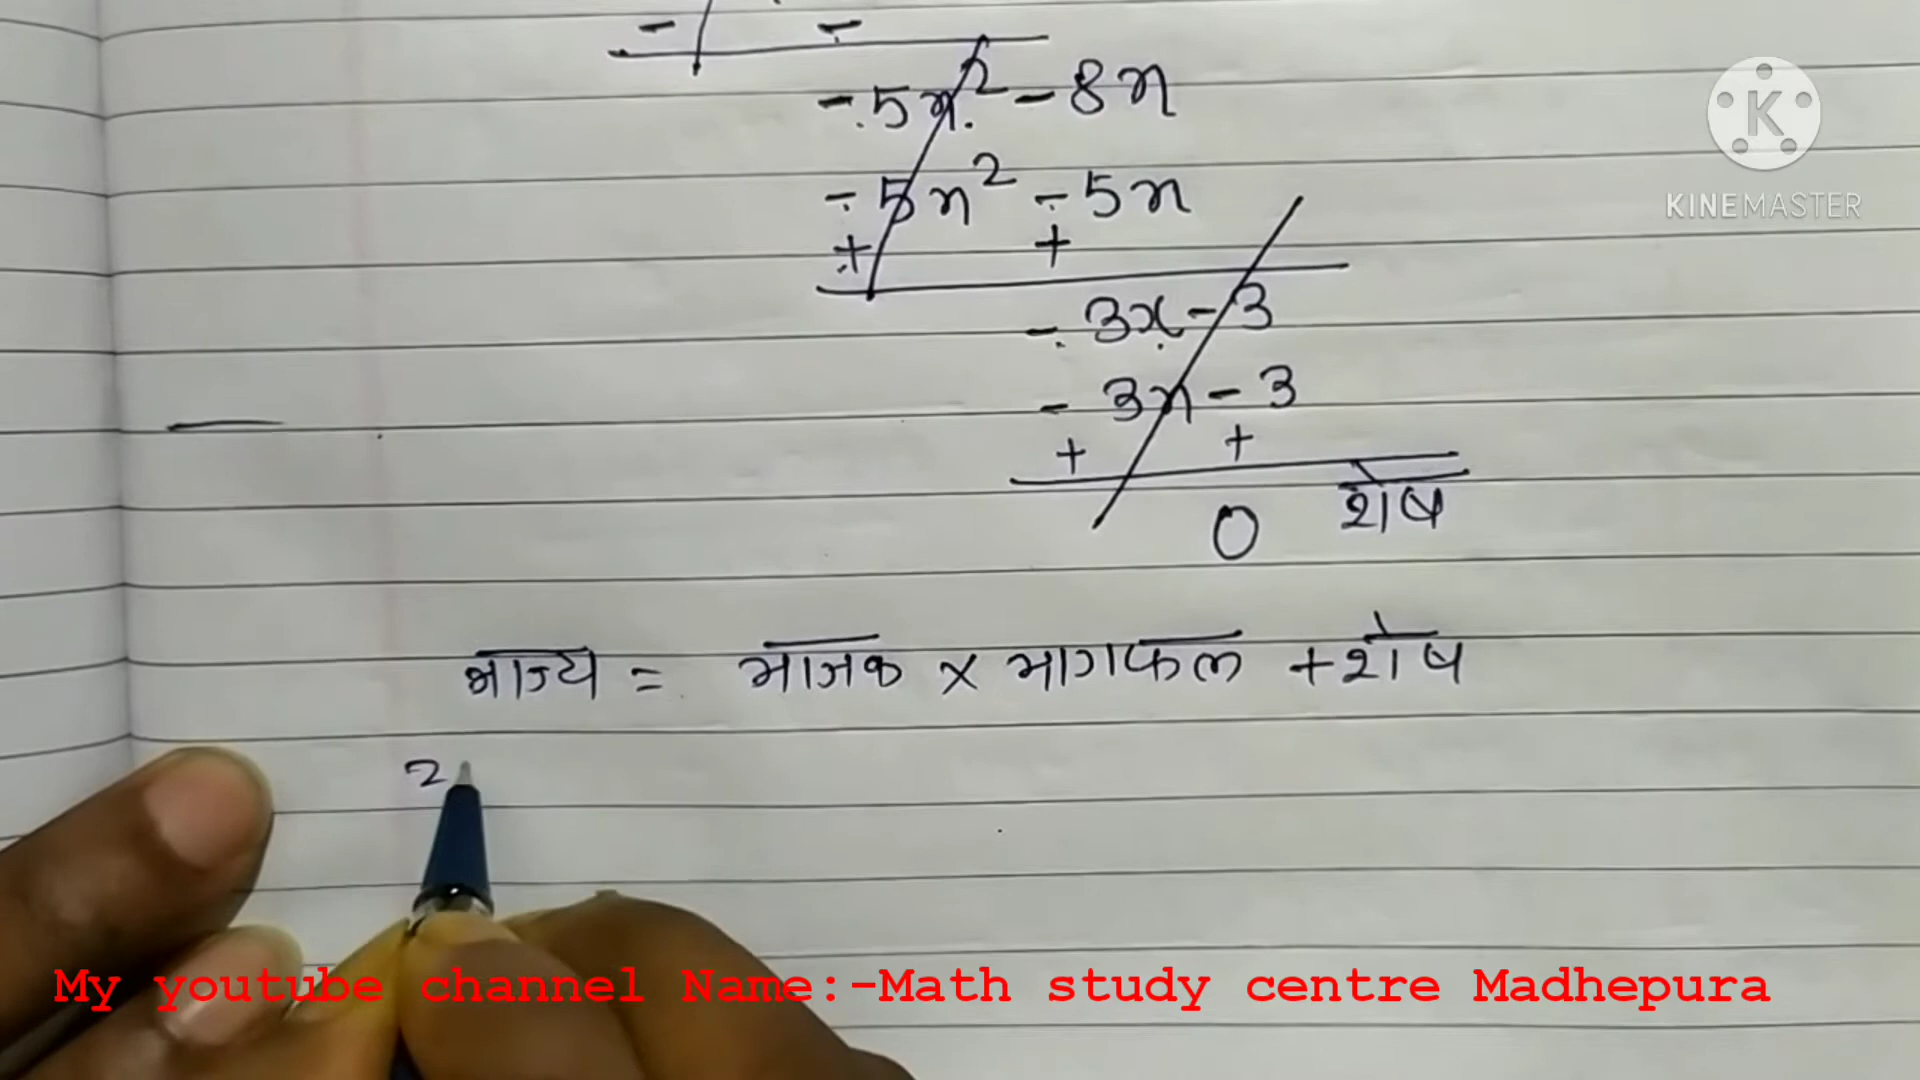 - -
-5x² - 8x
-5x² - 5x
+ +
-3x - 3
-3x - 3
+ +
0 शेष
भाज्य = भाजक × भागफल + शेष
2
K
KINEMASTER
My youtube channel Name:-Math study centre Madhepura